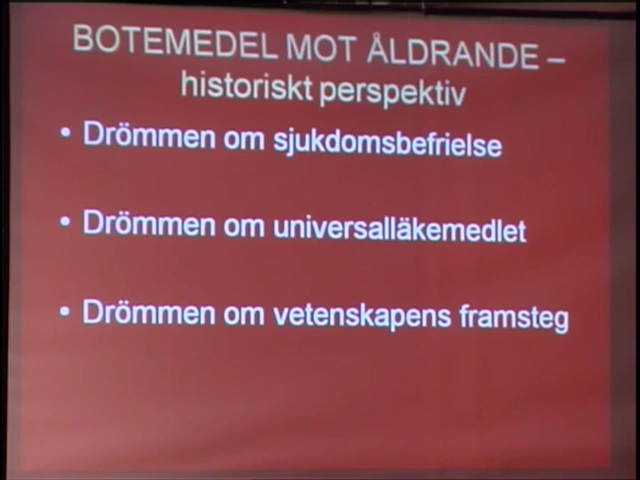 BOTEMEDEL MOT ÅLDRANDE –
historiskt perspektiv
• Drömmen om sjukdomsbefrielse
• Drömmen om universalläkemedlet
• Drömmen om vetenskapens framsteg